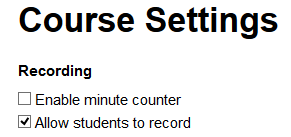 Course Settings
Recording
Enable minute counter
Allow students to record